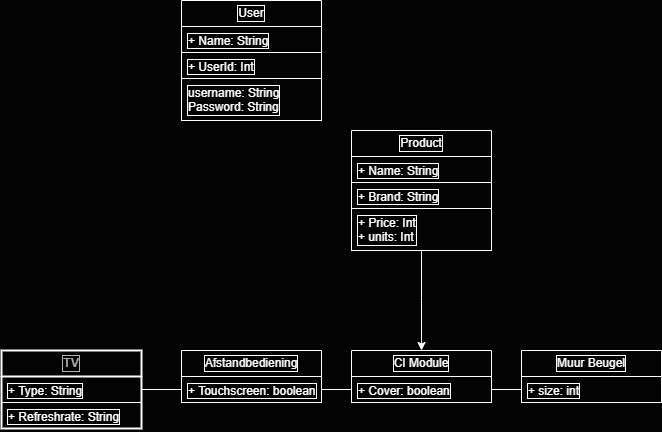 User
+ Name: String
+ UserId: Int
username: String
Password: String
Product
+ Name: String
+ Brand: String
+ Price: Int
+ units: Int
TV
+ Type: String
+ Refreshrate: String
Afstandbediening
+ Touchscreen: boolean
CI Module
+ Cover: boolean
Muur Beugel
+ size: int